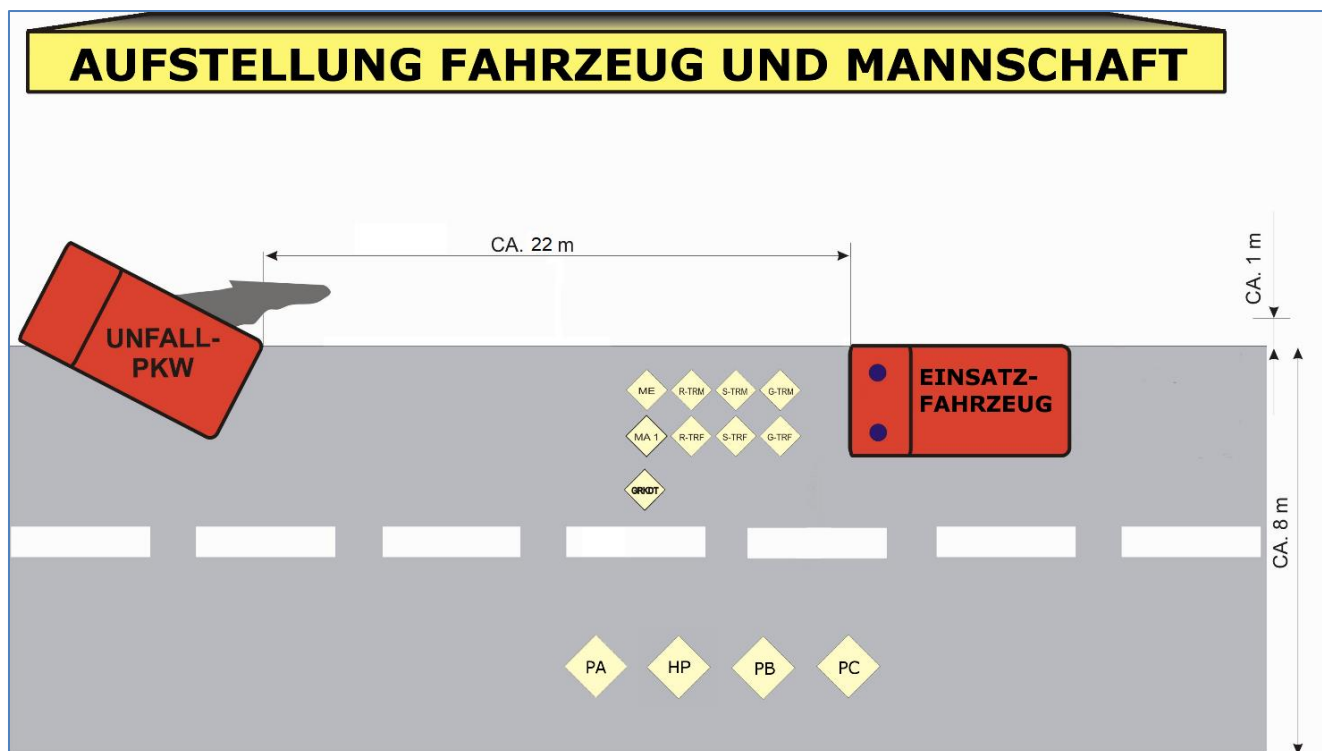 AUFSTELLUNG FAHRZEUG UND MANNSCHAFT
CA. 22 m
CA. 1 m
UNFALL-
PKW
EINSATZ-
FAHRZEUG
ME R-TRM S-TRM G-TRM
MA 1 R-TRF S-TRF G-TRF
GRKDT
CA. 8 m
PA HP PB PC